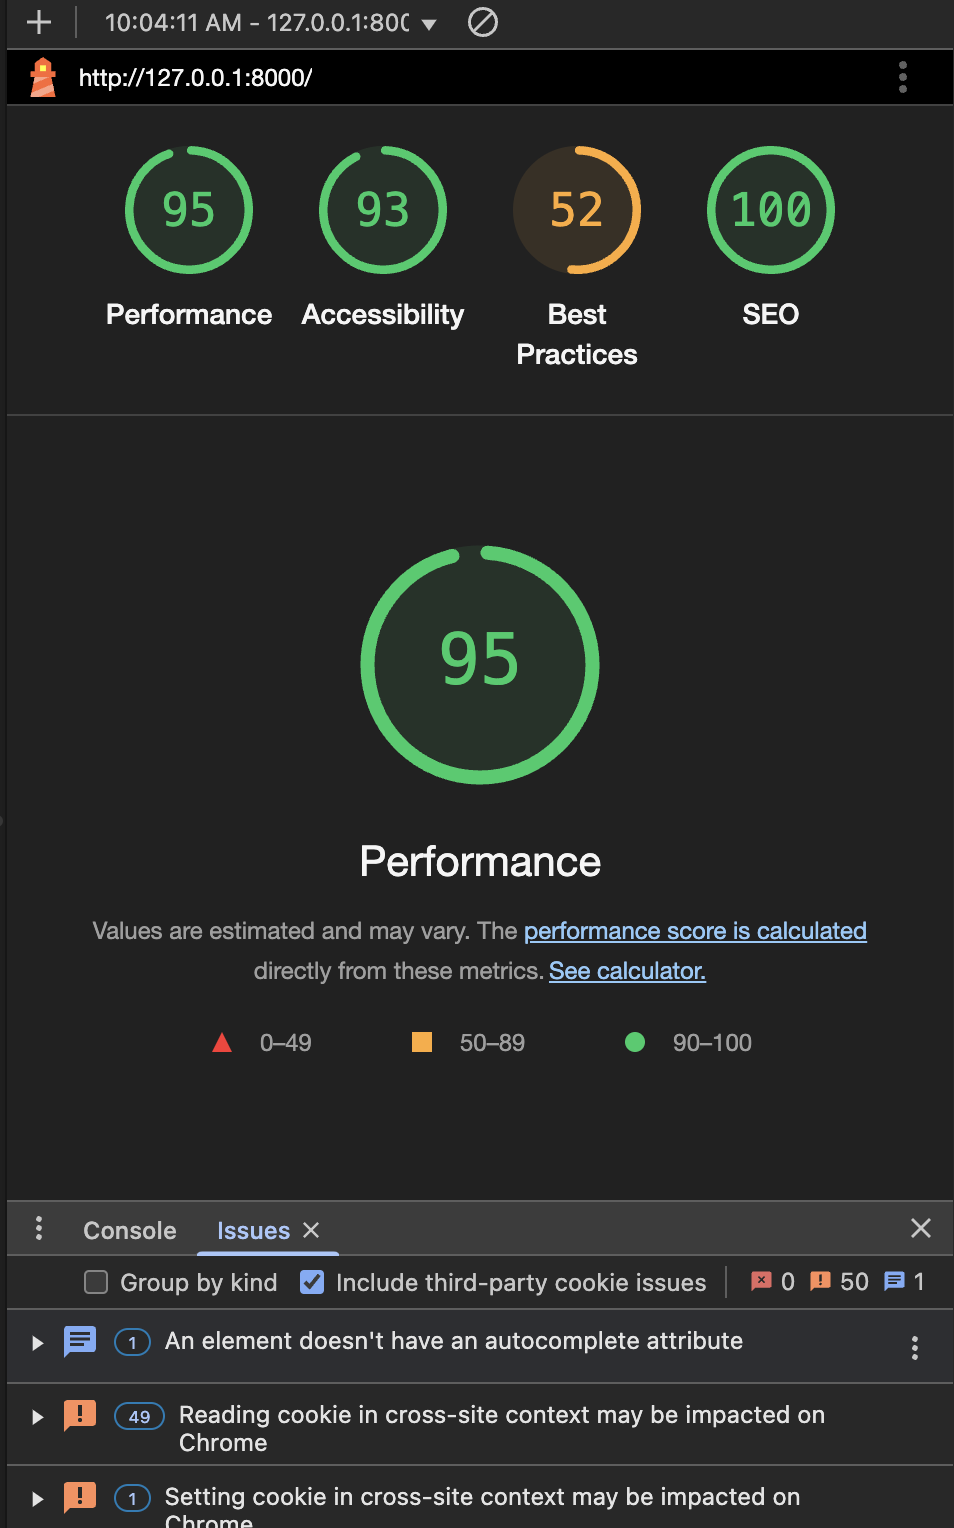 10:04:11 AM - 127.0.0.1:800
http://127.0.0.1:8000/
95
93
52
100
Performance
Accessibility
Best
Practices
SEO
95
Performance
Values are estimated and may vary. The performance score is calculated
directly from these metrics. See calculator.
0–49
50–89
90–100
Console
Issues
Group by kind
Include third-party cookie issues
0
50
1
1 An element doesn't have an autocomplete attribute
49 Reading cookie in cross-site context may be impacted on
Chrome
1 Setting cookie in cross-site context may be impacted on
Chrome